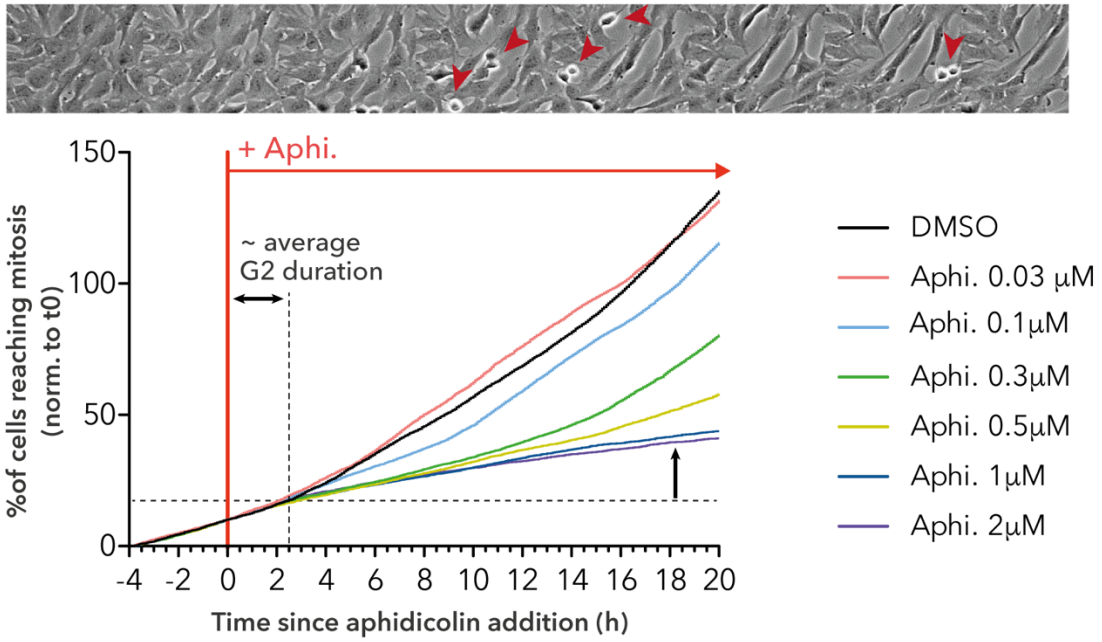 150
+ Aphi.
~ average
G2 duration
100
50
0
%of cells reaching mitosis
(norm. to t0)
-4 -2 0 2 4 6 8 10 12 14 16 18 20
Time since aphidicolin addition (h)
DMSO
Aphi. 0.03 μM
Aphi. 0.1μM
Aphi. 0.3μM
Aphi. 0.5μM
Aphi. 1μM
Aphi. 2μM